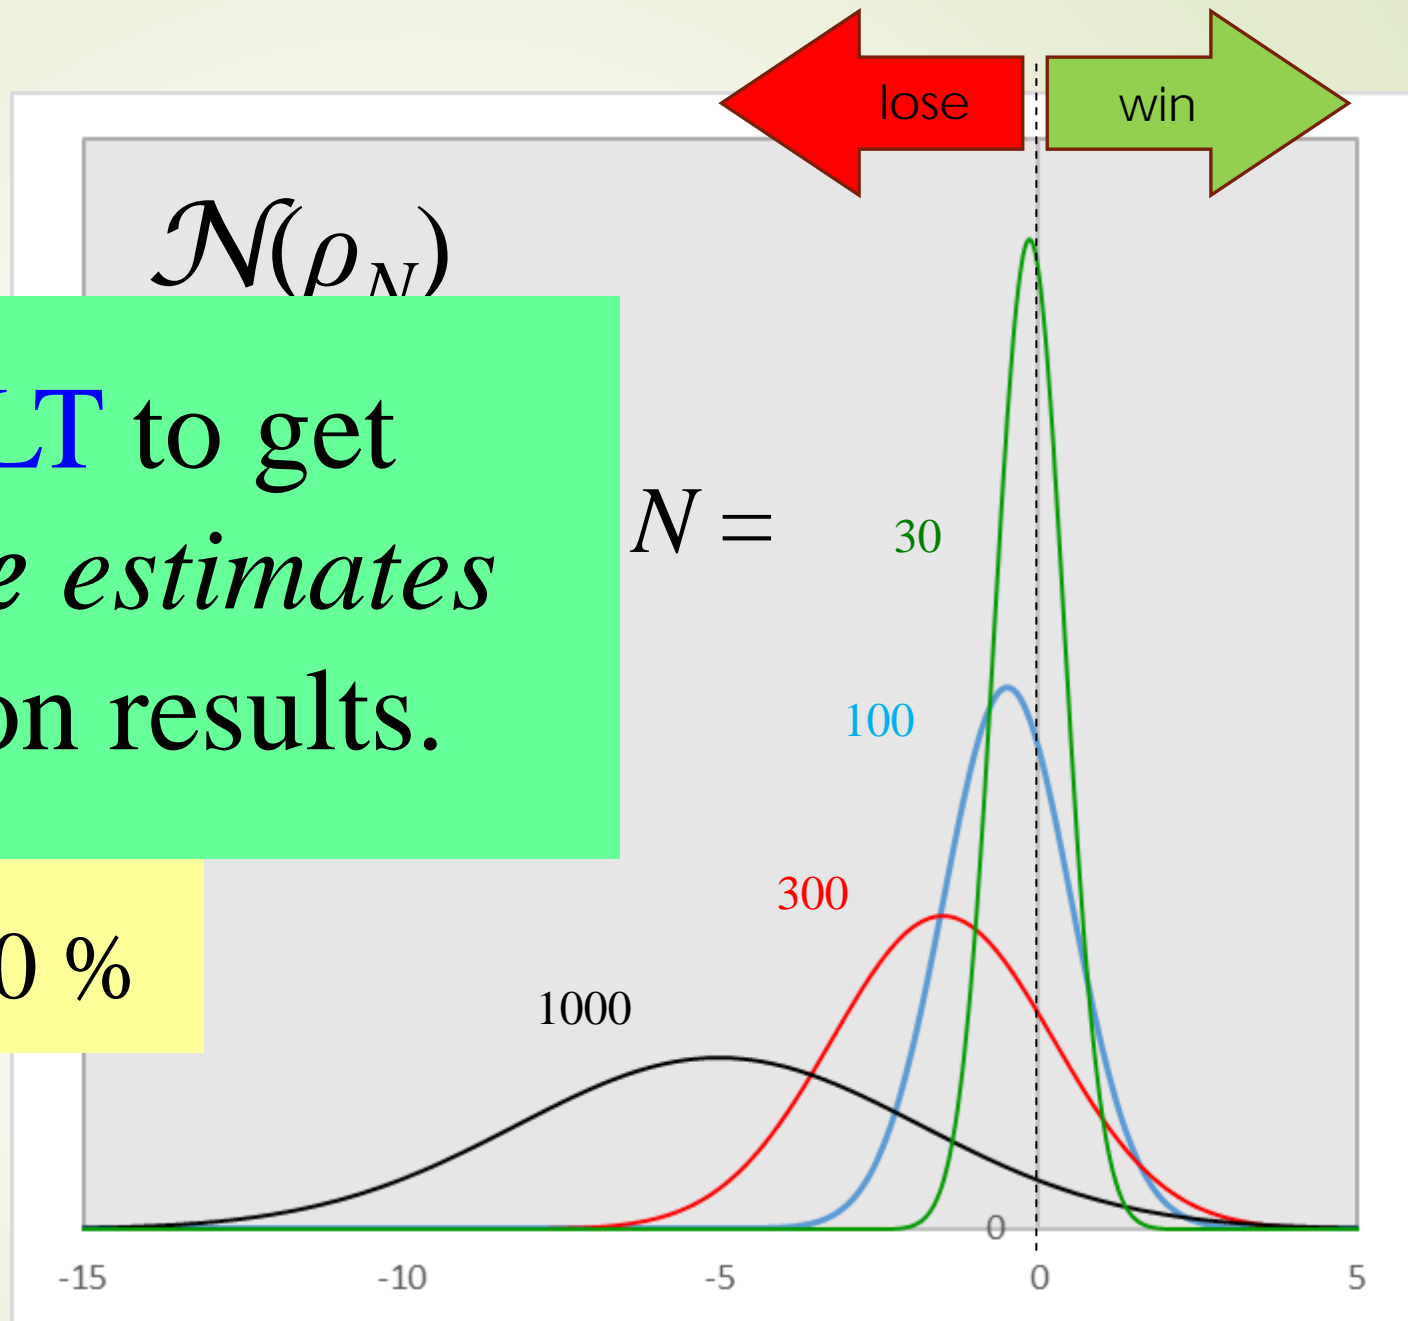 lose win
𝒩(ρN)
LT to get
e estimates
on results.
N =
30
100
300
1000
0 %
0
-15 -10 -5 0 5